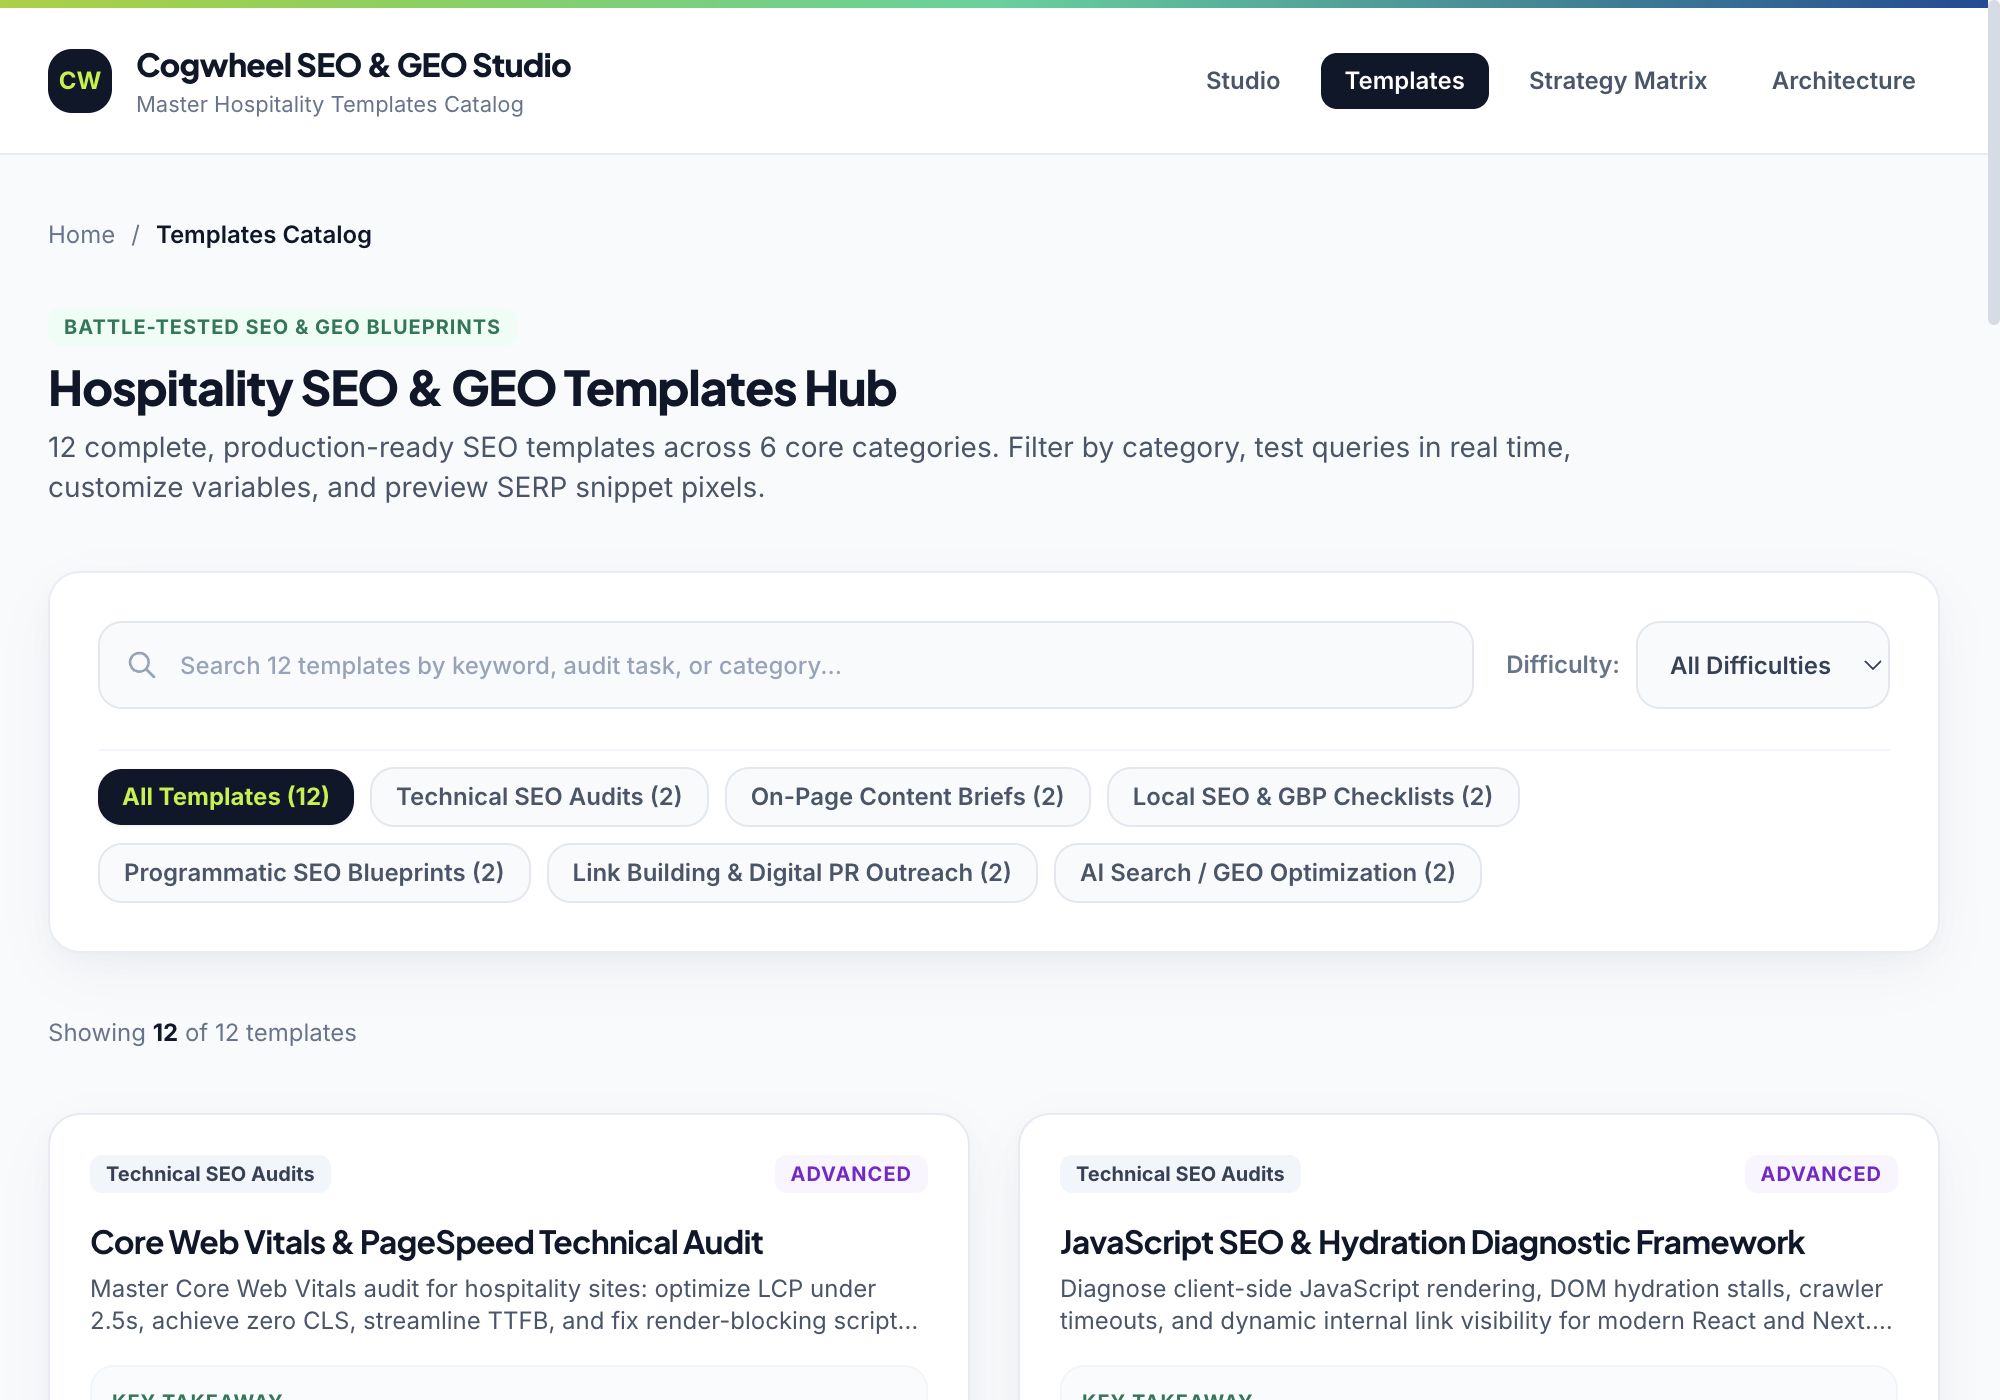 CW
Cogwheel SEO & GEO Studio
Master Hospitality Templates Catalog
Studio
Templates
Strategy Matrix
Architecture
Home / Templates Catalog
BATTLE-TESTED SEO & GEO BLUEPRINTS
Hospitality SEO & GEO Templates Hub
12 complete, production-ready SEO templates across 6 core categories. Filter by category, test queries in real time,
customize variables, and preview SERP snippet pixels.
Search 12 templates by keyword, audit task, or category...
Difficulty:
All Difficulties
All Templates (12)
Technical SEO Audits (2)
On-Page Content Briefs (2)
Local SEO & GBP Checklists (2)
Programmatic SEO Blueprints (2)
Link Building & Digital PR Outreach (2)
AI Search / GEO Optimization (2)
Showing 12 of 12 templates
Technical SEO Audits
ADVANCED
Core Web Vitals & PageSpeed Technical Audit
Master Core Web Vitals audit for hospitality sites: optimize LCP under
2.5s, achieve zero CLS, streamline TTFB, and fix render-blocking script...
KEY TAKEAWAY
Technical SEO Audits
ADVANCED
JavaScript SEO & Hydration Diagnostic Framework
Diagnose client-side JavaScript rendering, DOM hydration stalls, crawler
timeouts, and dynamic internal link visibility for modern React and Next....
KEY TAKEAWAY